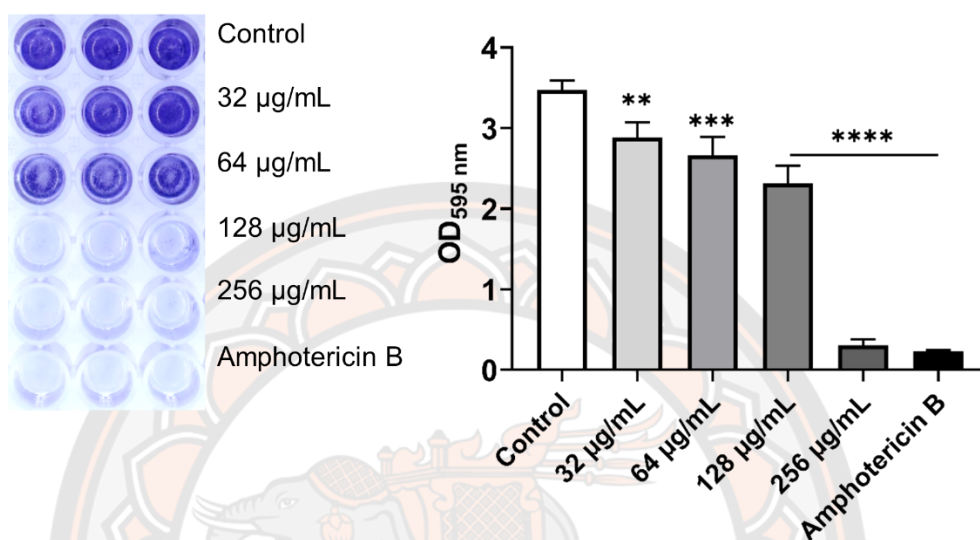 Control
32 µg/mL
64 µg/mL
128 µg/mL
256 µg/mL
Amphotericin B
OD595 nm
4
3
2
1
0
**
***
****
Control
32 µg/mL
64 µg/mL
128 µg/mL
256 µg/mL
Amphotericin B